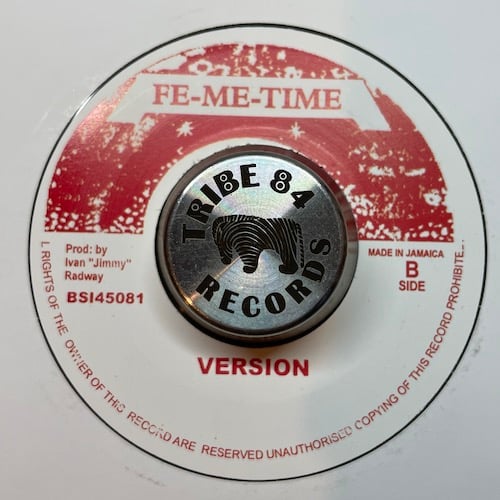 FE-ME-TIME
TRIBE 84
RECORDS
Prod: by
Ivan "Jimmy"
Radway
BSI45081
MADE IN JAMAICA
B
SIDE
VERSION
L RIGHTS OF THE OWNER OF THIS RECORD ARE RESERVED UNAUTHORISED COPYING OF THIS RECORD PROHIBITE...